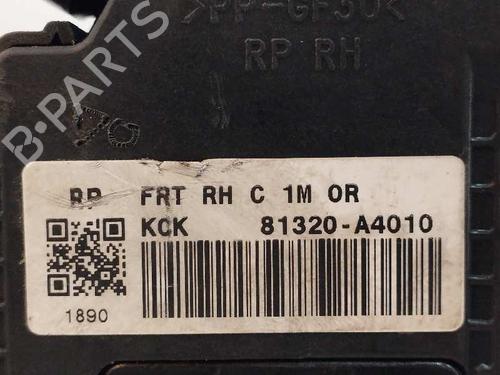 >PP-GF30<
RP RH
B-PARTS
RP FRT RH C 1M OR
KCK 81320-A4010
1890